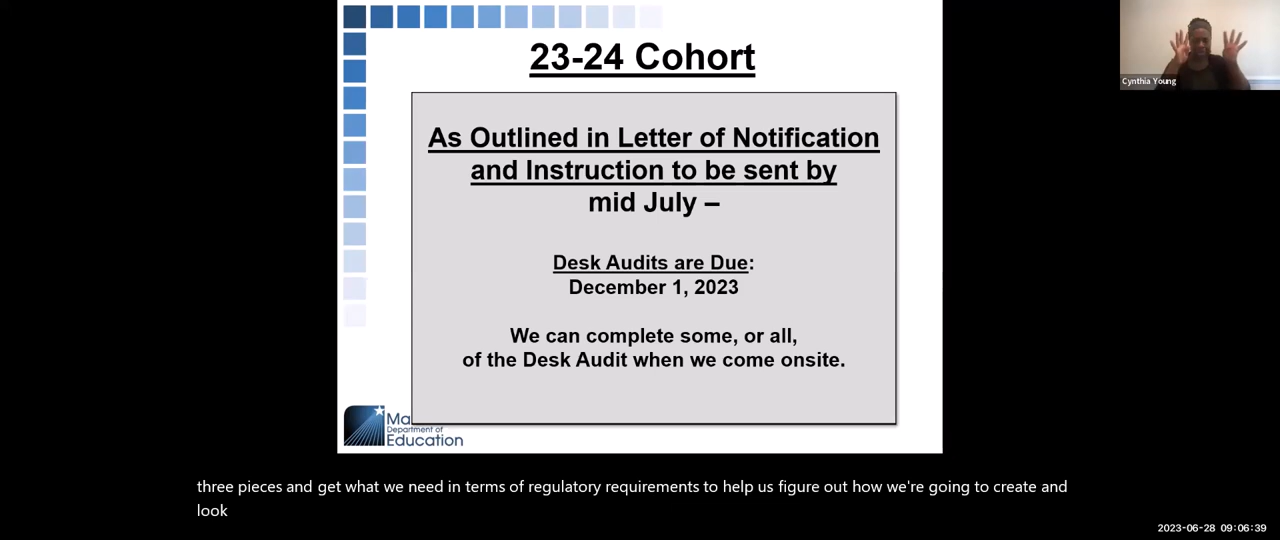 23-24 Cohort
As Outlined in Letter of Notification
and Instruction to be sent by
mid July –
Desk Audits are Due:
December 1, 2023
We can complete some, or all,
of the Desk Audit when we come onsite.
Ma
Department of
Education
Cynthia Young
three pieces and get what we need in terms of regulatory requirements to help us figure out how we're going to create and
look
2023-06-28 09:06:39